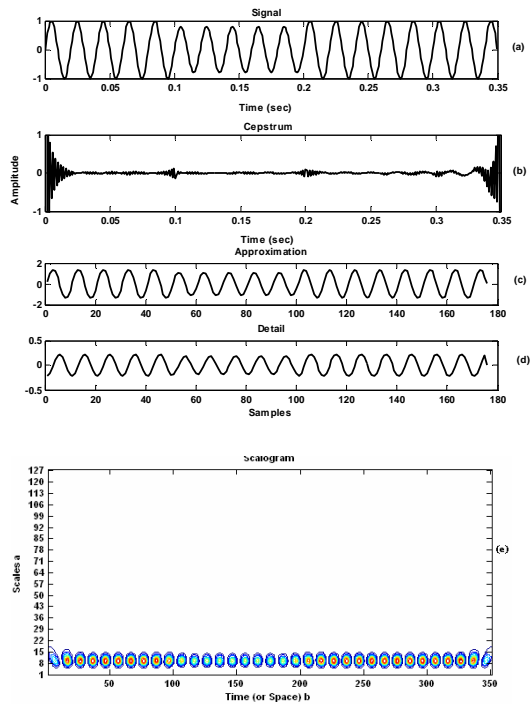 Signal
1
0
-1
(a)
0 0.05 0.1 0.15 0.2 0.25 0.3 0.35
Time (sec)
Cepstrum
Amplitude
1
0
-1
(b)
0 0.05 0.1 0.15 0.2 0.25 0.3 0.35
Time (sec)
Approximation
2
0
-2
(c)
0 20 40 60 80 100 120 140 160 180
Detail
0.5
0
-0.5
(d)
0 20 40 60 80 100 120 140 160 180
Samples
Scalogram
Scales a
127
120
113
106
99
92
85
78
71
64
57
50
43
36
29
22
15
8
1
(e)
50 100 150 200 250 300 350
Time (or Space) b